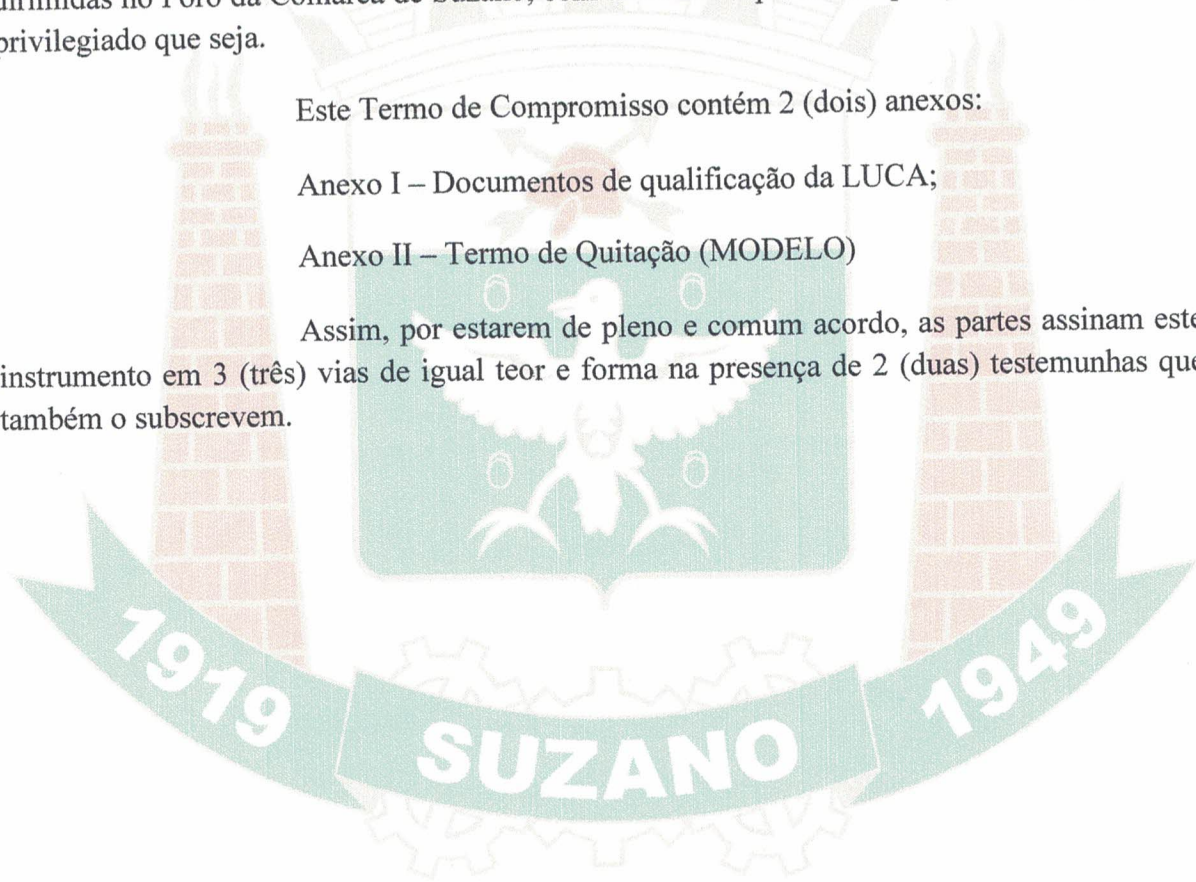 privilegiado que seja.
Este Termo de Compromisso contém 2 (dois) anexos:
Anexo I – Documentos de qualificação da LUCA;
Anexo II – Termo de Quitação (MODELO)
Assim, por estarem de pleno e comum acordo, as partes assinam este
instrumento em 3 (três) vias de igual teor e forma na presença de 2 (duas) testemunhas que
também o subscrevem.
1919
SUZANO
1949